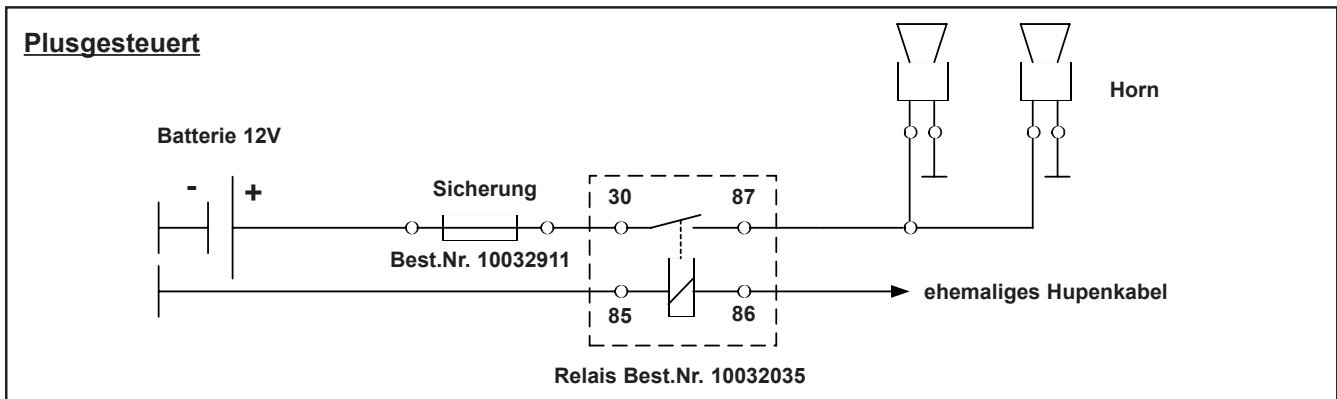 Plusgesteuert
Horn
Batterie 12V
- +
Sicherung
30 87
Best.Nr. 10032911
ehemaliges Hupenkabel
85 86
Relais Best.Nr. 10032035